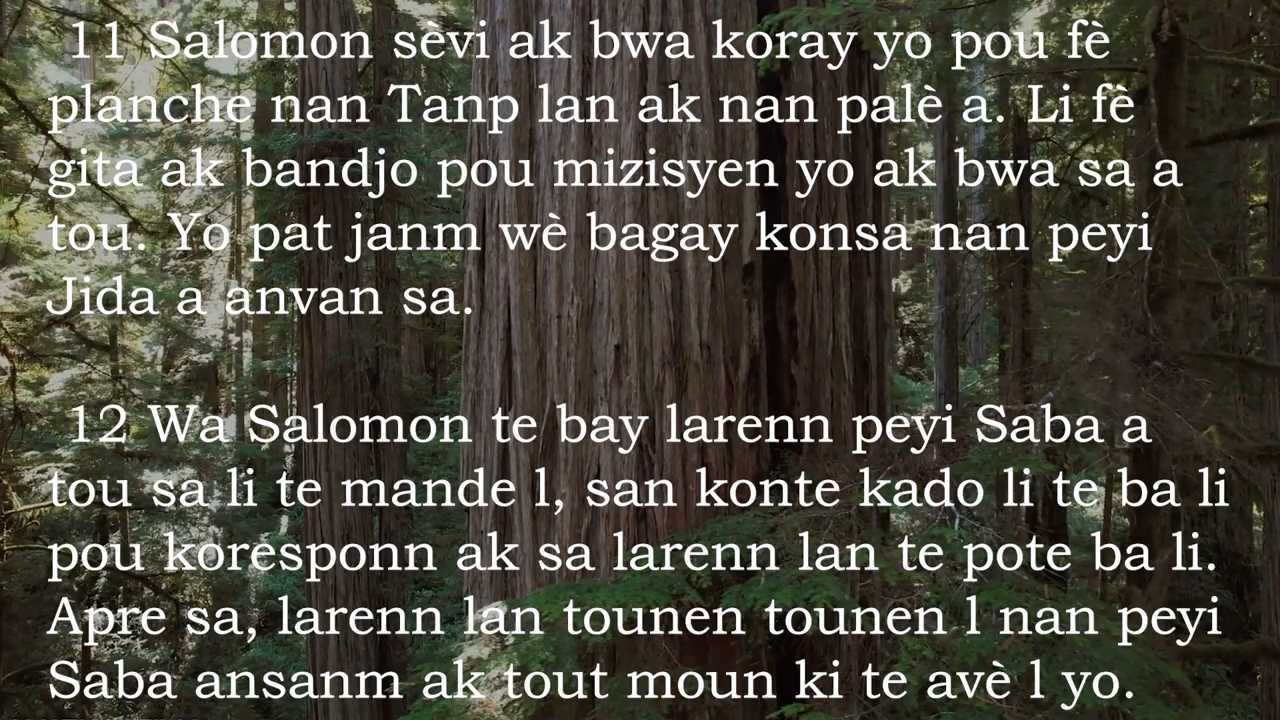 11 Salomon sèvi ak bwa koray yo pou fè
planche nan Tanp lan ak nan palè a. Li fè
gita ak bandjo pou mizisyen yo ak bwa sa a
tou. Yo pat janm wè bagay konsa nan peyi
Jida a anvan sa.
12 Wa Salomon te bay larenn peyi Saba a
tou sa li te mande l, san konte kado li te ba li
pou koresponn ak sa larenn lan te pote ba li.
Apre sa, larenn lan tounen tounen l nan peyi
Saba ansanm ak tout moun ki te avè l yo.